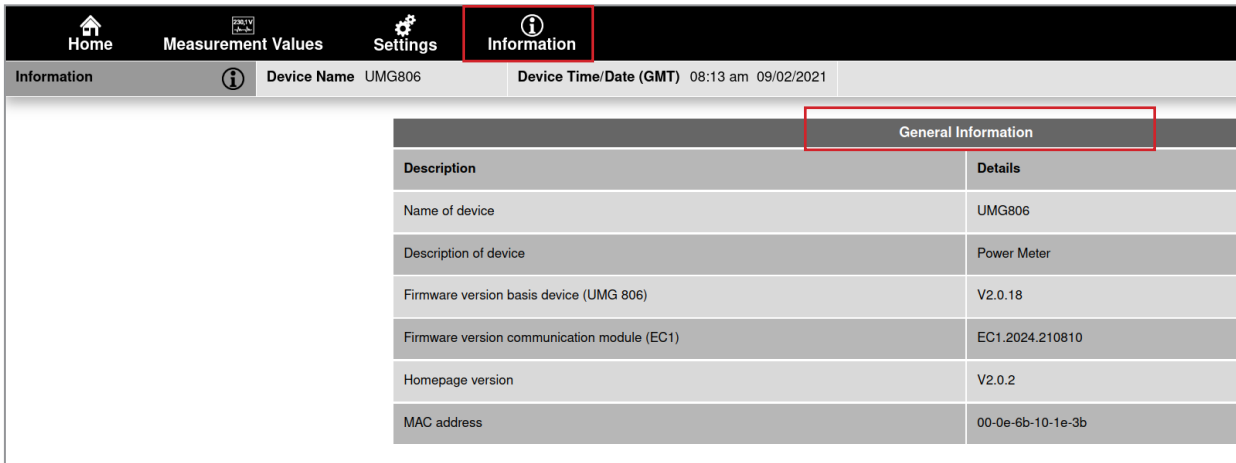 230,1V
Home Measurement Values Settings Information
Information Device Name UMG806 Device Time/Date (GMT) 08:13 am 09/02/2021
General Information
Description Details
Name of device UMG806
Description of device Power Meter
Firmware version basis device (UMG 806) V2.0.18
Firmware version communication module (EC1) EC1.2024.210810
Homepage version V2.0.2
MAC address 00-0e-6b-10-1e-3b